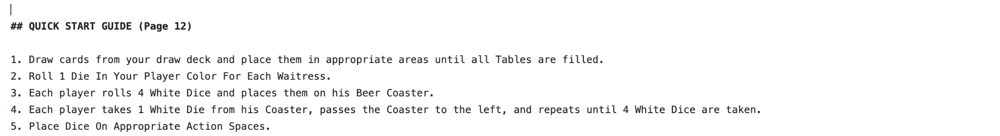 ## QUICK START GUIDE (Page 12)
1. Draw cards from your draw deck and place them in appropriate areas until all Tables are filled.
2. Roll 1 Die In Your Player Color For Each Waitress.
3. Each player rolls 4 White Dice and places them on his Beer Coaster.
4. Each player takes 1 White Die from his Coaster, passes the Coaster to the left, and repeats until 4 White Dice are taken.
5. Place Dice On Appropriate Action Spaces.